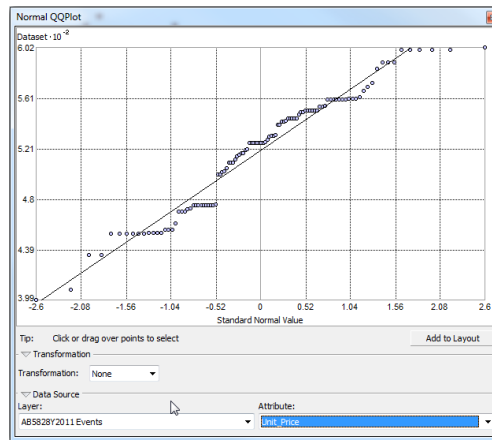 Normal QQPlot
Dataset · 10⁻²
6.02
5.61
5.21
4.8
4.39
3.99
-2.6 -2.08 -1.56 -1.04 -0.52 0 0.52 1.04 1.56 2.08 2.6
Standard Normal Value
Tip: Click or drag over points to select Add to Layout
Transformation
Transformation: None
Data Source
Layer: Attribute:
AB5828Y2011 Events Unit_Price